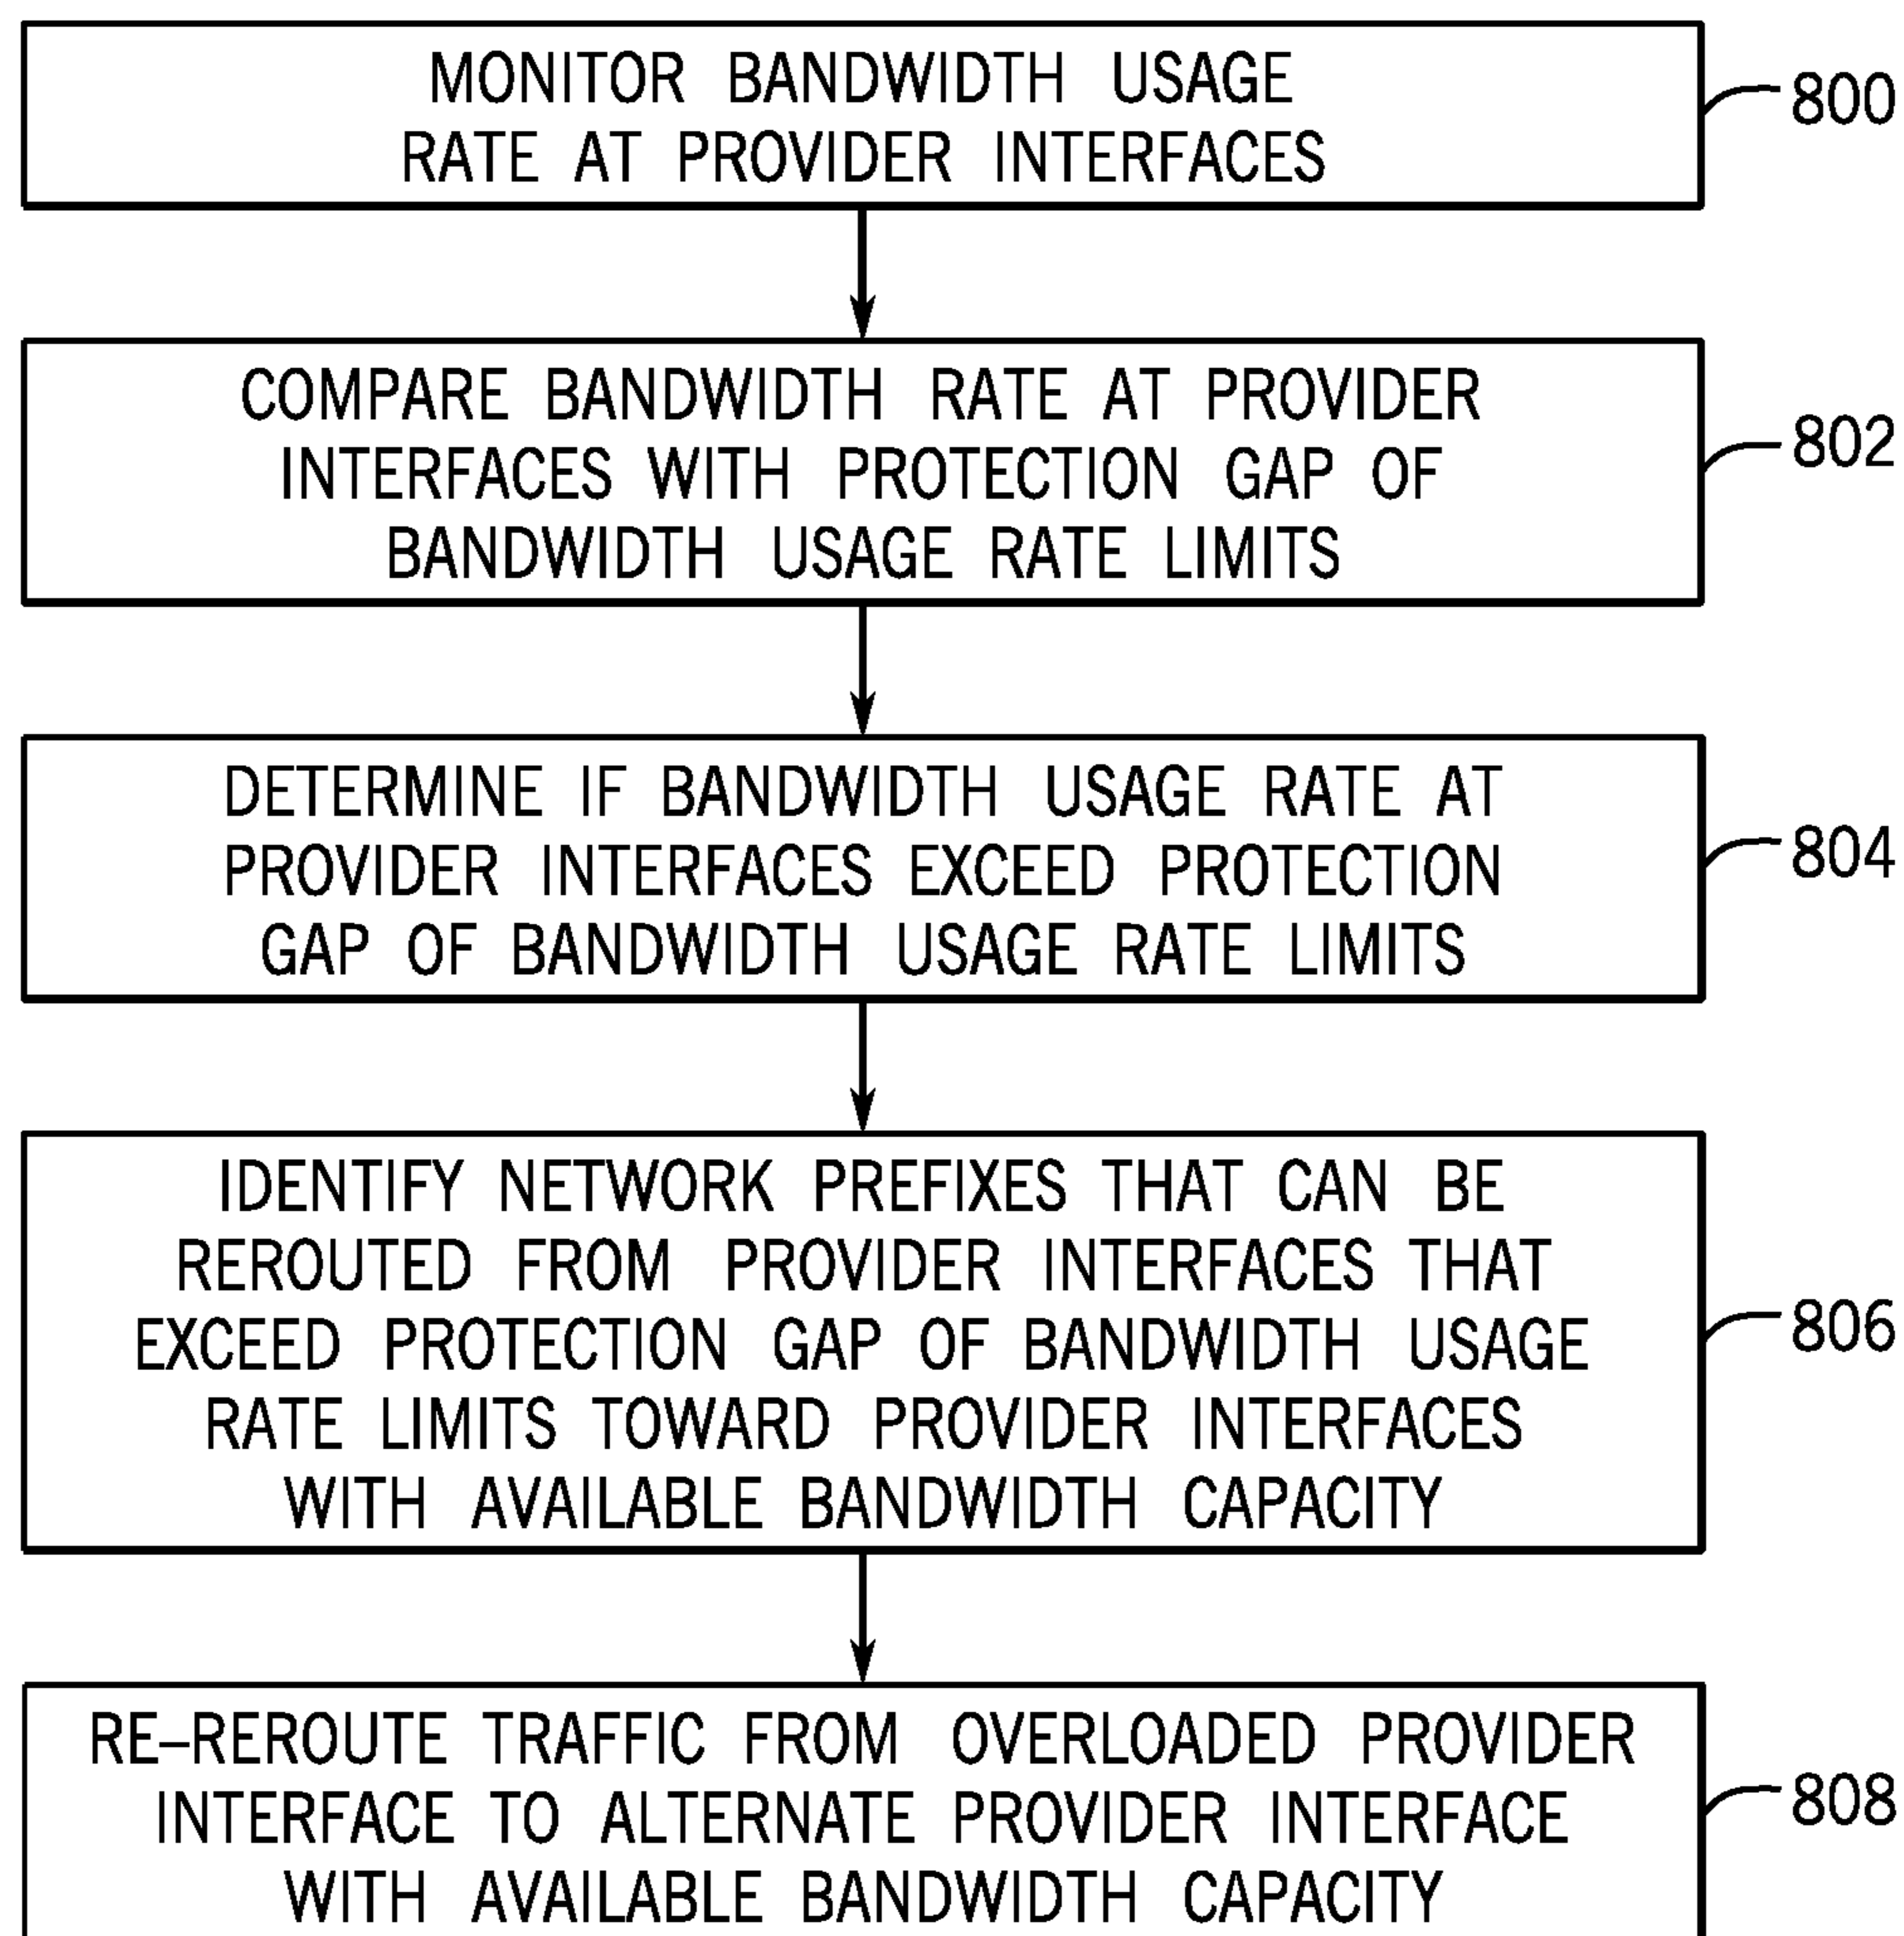 MONITOR BANDWIDTH USAGE
RATE AT PROVIDER INTERFACES
800
COMPARE BANDWIDTH RATE AT PROVIDER
INTERFACES WITH PROTECTION GAP OF
BANDWIDTH USAGE RATE LIMITS
802
DETERMINE IF BANDWIDTH USAGE RATE AT
PROVIDER INTERFACES EXCEED PROTECTION
GAP OF BANDWIDTH USAGE RATE LIMITS
804
IDENTIFY NETWORK PREFIXES THAT CAN BE
REROUTED FROM PROVIDER INTERFACES THAT
EXCEED PROTECTION GAP OF BANDWIDTH USAGE
RATE LIMITS TOWARD PROVIDER INTERFACES
WITH AVAILABLE BANDWIDTH CAPACITY
806
RE-REROUTE TRAFFIC FROM OVERLOADED PROVIDER
INTERFACE TO ALTERNATE PROVIDER INTERFACE
WITH AVAILABLE BANDWIDTH CAPACITY
808